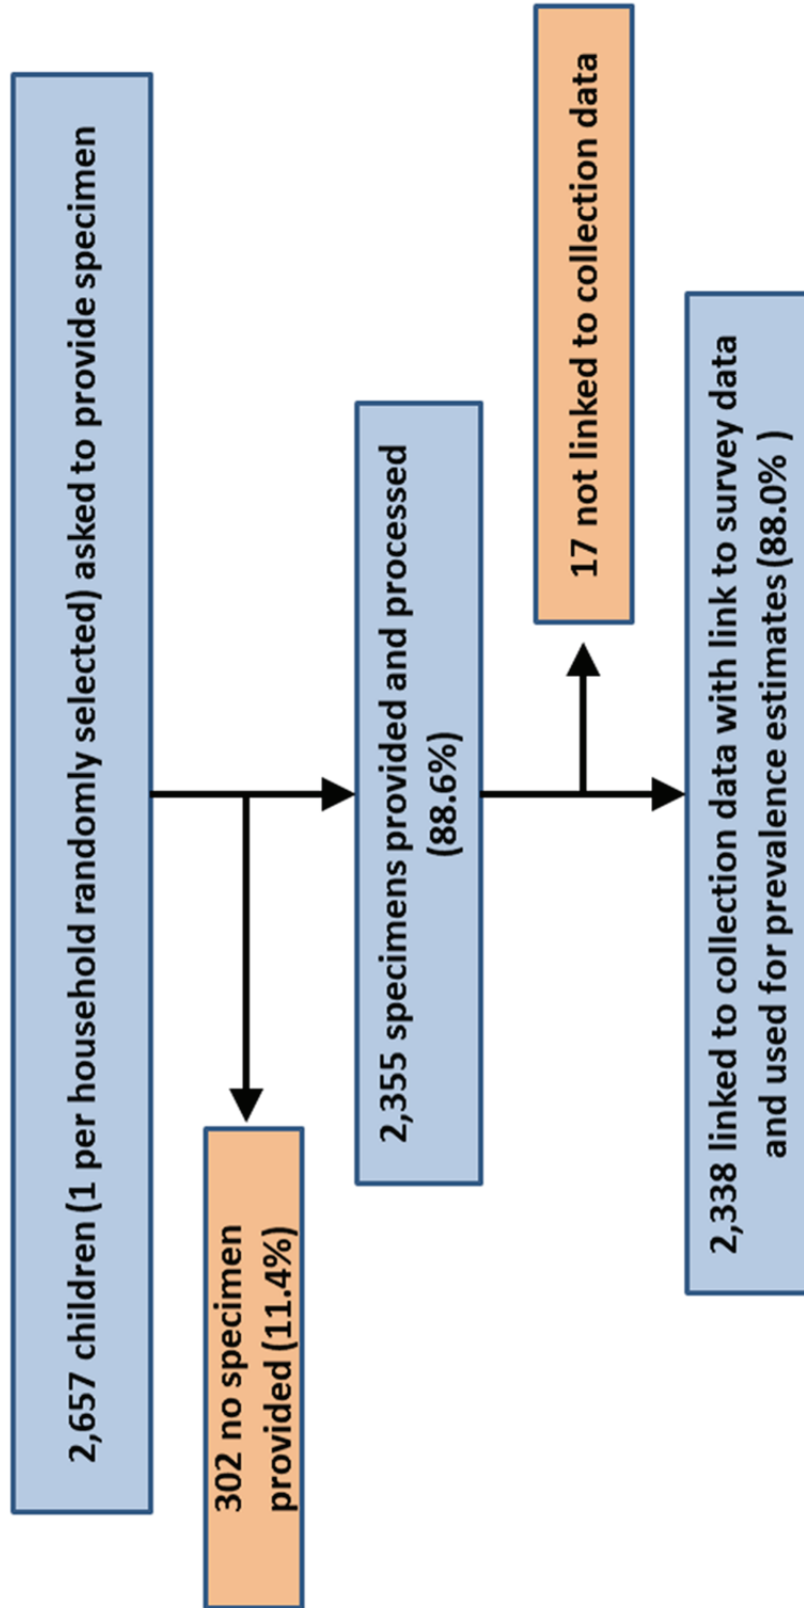 2,657 children (1 per household randomly selected) asked to provide specimen
302 no specimen
provided (11.4%)
2,355 specimens provided and processed
(88.6%)
17 not linked to collection data
2,338 linked to collection data with link to survey data
and used for prevalence estimates (88.0% )